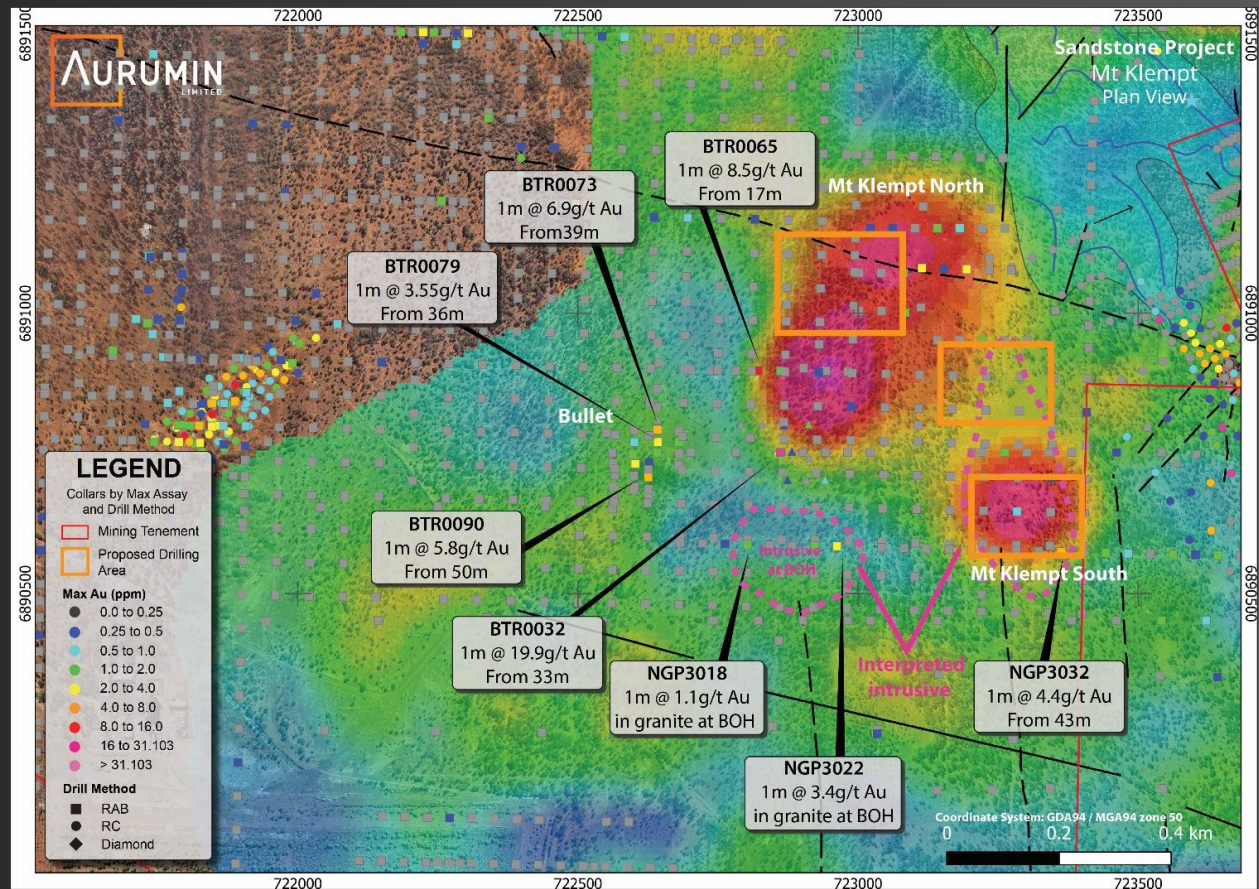 722000
722500
723000
723500
6891500
6891500
AURUMIN
LIMITED
Sandstone Project
Mt Klempt
Plan View
BTR0065
1m @ 8.5g/t Au
From 17m
Mt Klempt North
BTR0073
1m @ 6.9g/t Au
From39m
BTR0079
1m @ 3.55g/t Au
From 36m
6891000
6891000
Bullet
LEGEND
Collars by Max Assay
and Drill Method
Mining Tenement
Proposed Drilling
Area
Max Au (ppm)
0.0 to 0.25
0.25 to 0.5
0.5 to 1.0
1.0 to 2.0
2.0 to 4.0
4.0 to 8.0
8.0 to 16.0
16 to 31.103
> 31.103
Drill Method
RAB
RC
Diamond
BTR0090
1m @ 5.8g/t Au
From 50m
Intrusive
at BOH
Mt Klempt South
6890500
6890500
BTR0032
1m @ 19.9g/t Au
From 33m
NGP3018
1m @ 1.1g/t Au
in granite at BOH
Interpreted
intrusive
NGP3032
1m @ 4.4g/t Au
From 43m
NGP3022
1m @ 3.4g/t Au
in granite at BOH
Coordinate System: GDA94 / MGA94 zone 50
0
0.2
0.4 km
722000
722500
723000
723500